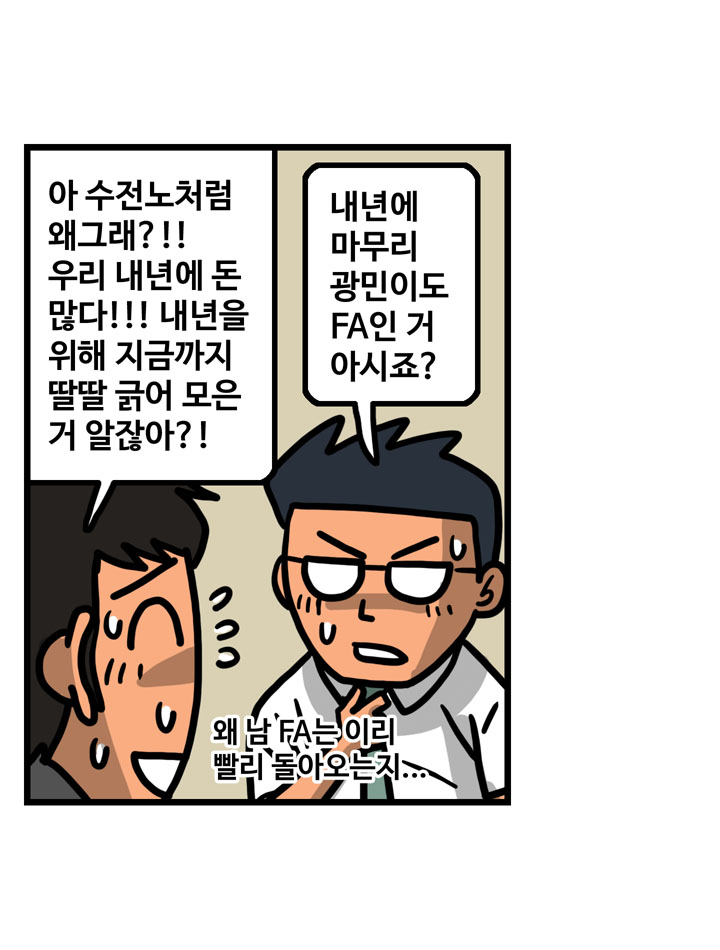 아 수전노처럼
왜그래?!!
우리 내년에 돈
많다!!! 내년을
위해 지금까지
딸딸 긁어 모은
거 알잖아?!
내년에
마무리
광민이도
FA인 거
아시죠?
왜 남 FA는 이리
빨리 돌아오는지...